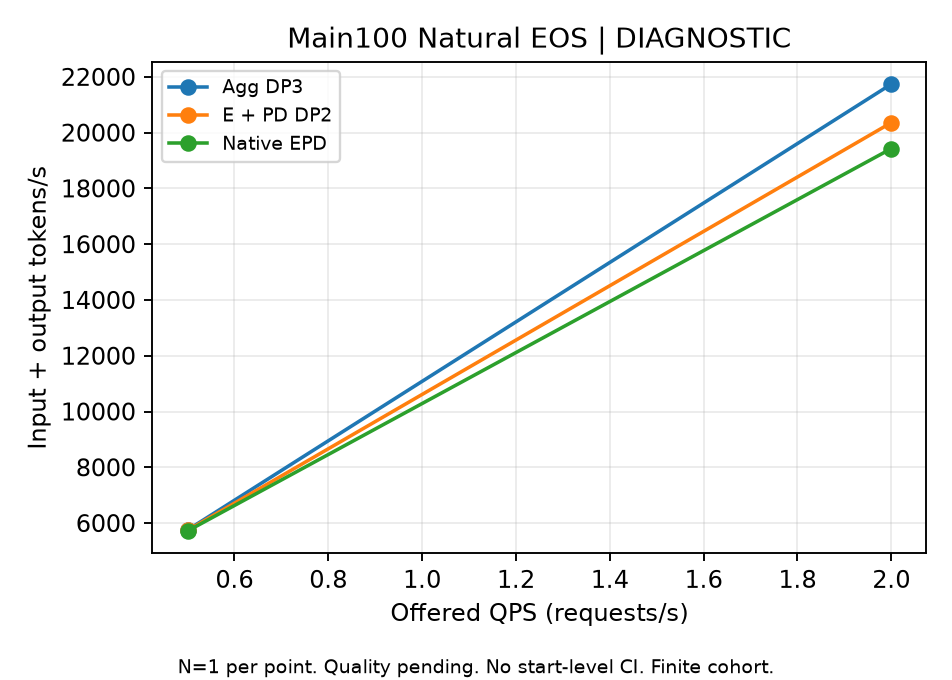 Main100 Natural EOS | DIAGNOSTIC
Input + output tokens/s
22000
20000
18000
16000
14000
12000
10000
8000
6000
Agg DP3
E + PD DP2
Native EPD
0.6 0.8 1.0 1.2 1.4 1.6 1.8 2.0
Offered QPS (requests/s)
N=1 per point. Quality pending. No start-level CI. Finite cohort.